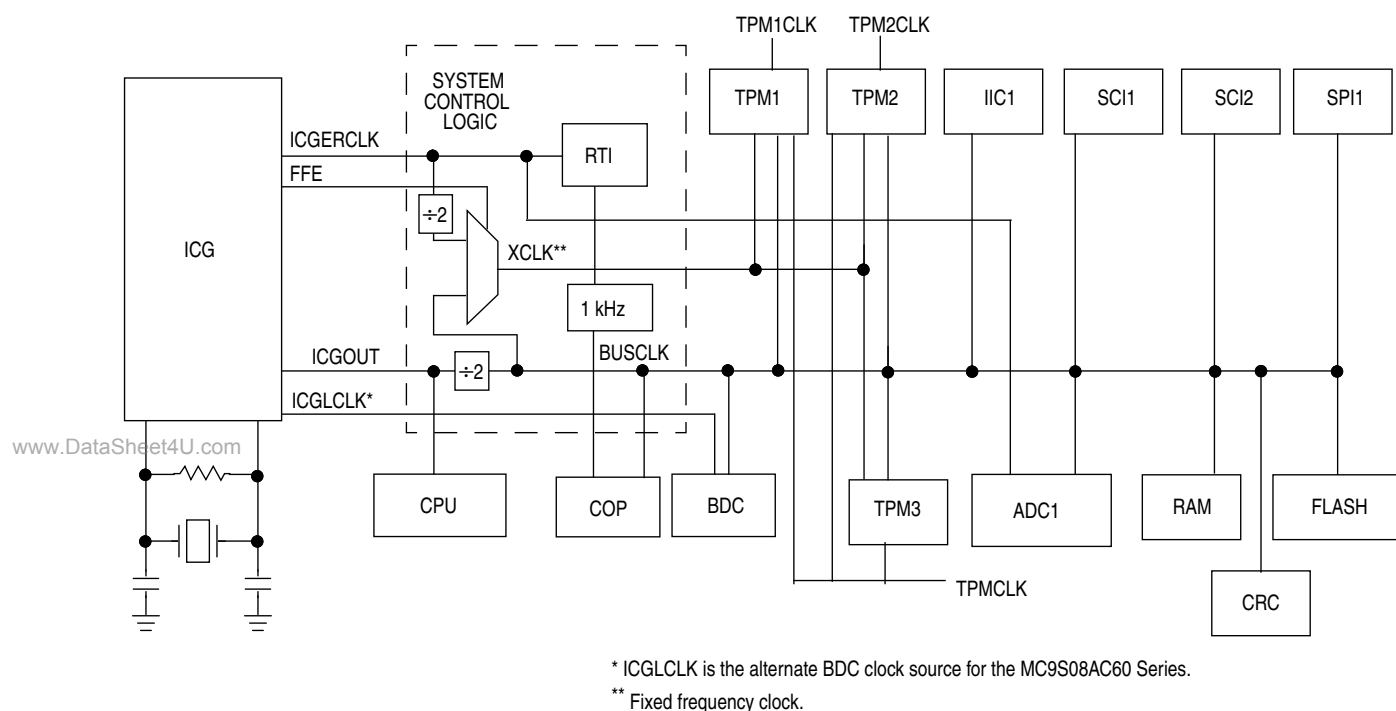 TPM1CLK
TPM2CLK
SYSTEM
CONTROL
LOGIC
TPM1
TPM2
IIC1
SCI1
SCI2
SPI1
ICGERCLK
RTI
FFE
÷2
ICG
XCLK**
1 kHz
ICGOUT
÷2
BUSCLK
ICGLCLK*
www.DataSheet4U.com
CPU
COP
BDC
TPM3
ADC1
RAM
FLASH
TPMCLK
CRC
* ICGLCLK is the alternate BDC clock source for the MC9S08AC60 Series.
** Fixed frequency clock.